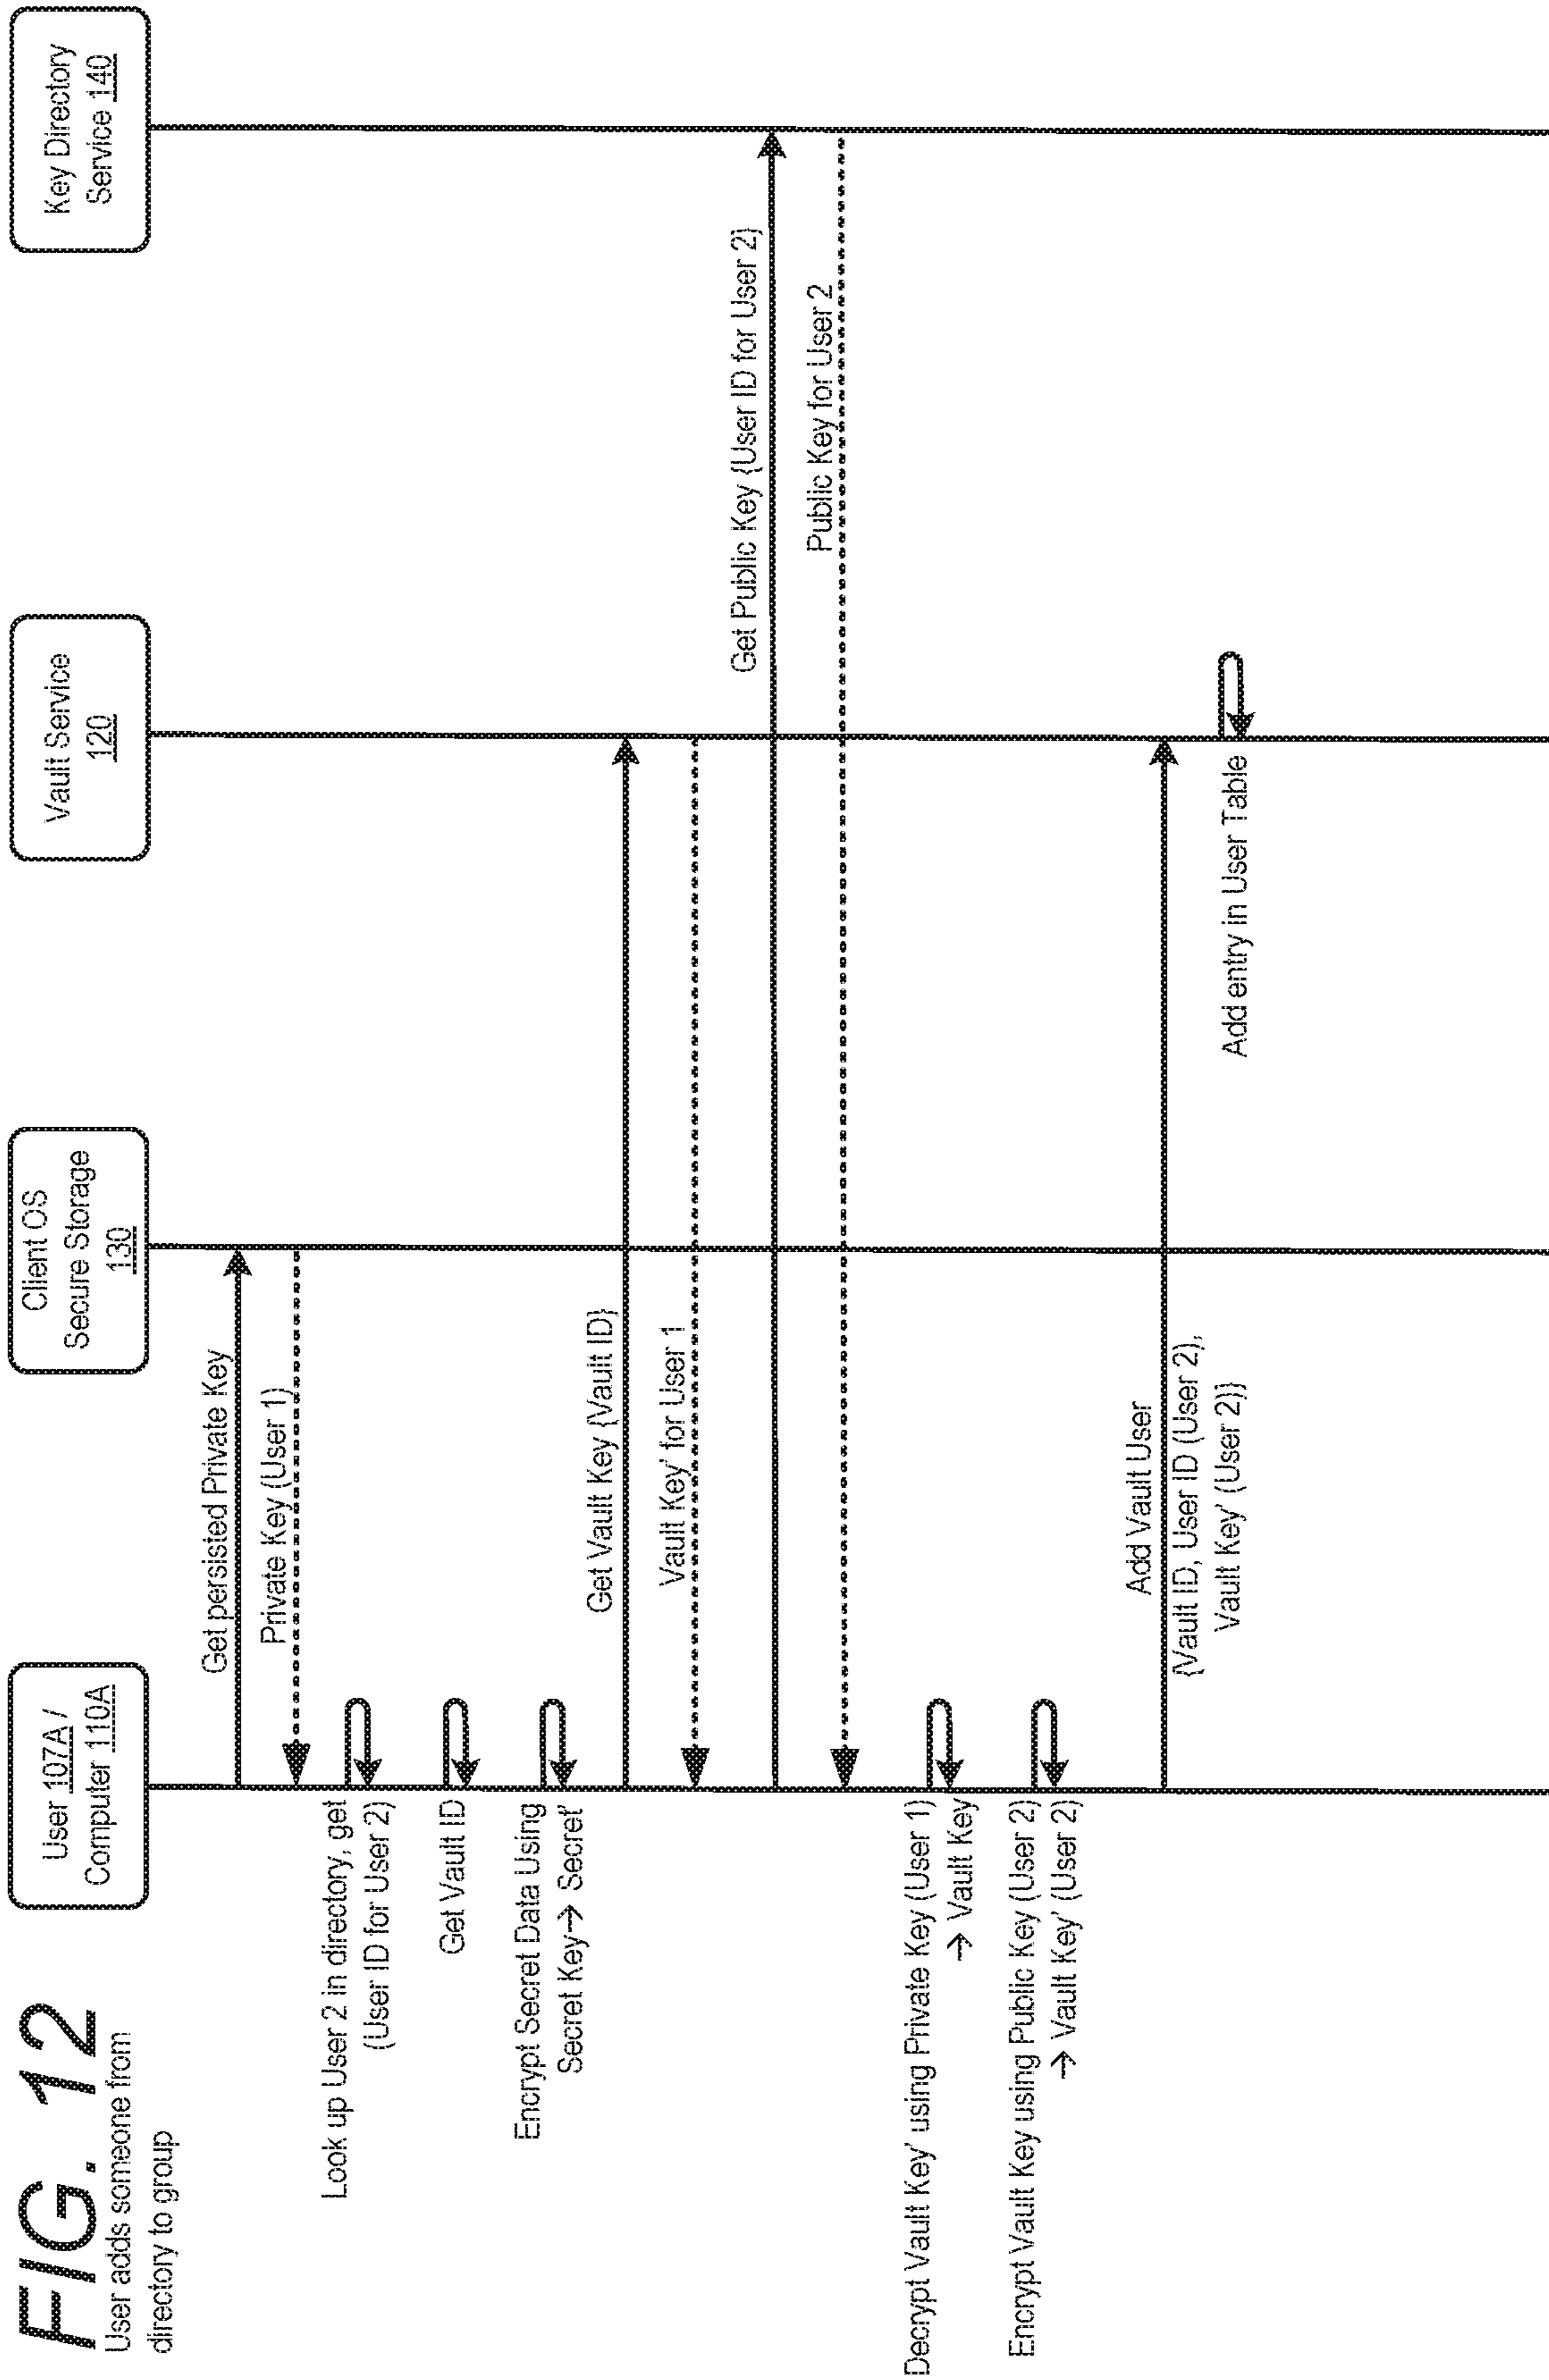 FIG. 12
User adds someone from
directory to group
User 107A /
Computer 110A
Client OS
Secure Storage
130
Vault Service
120
Key Directory
Service 140
Get persisted Private Key
Private Key (User 1)
Look up User 2 in directory, get
(User ID for User 2)
Get Vault ID
Encrypt Secret Data Using
Secret Key→ Secret'
Get Vault Key {Vault ID}
Vault Key' for User 1
Get Public Key {User ID for User 2}
Public Key for User 2
Decrypt Vault Key' using Private Key (User 1)
→ Vault Key
Encrypt Vault Key using Public Key (User 2)
→ Vault Key' (User 2)
Add Vault User
{Vault ID, User ID (User 2),
Vault Key' (User 2)}
Add entry in User Table